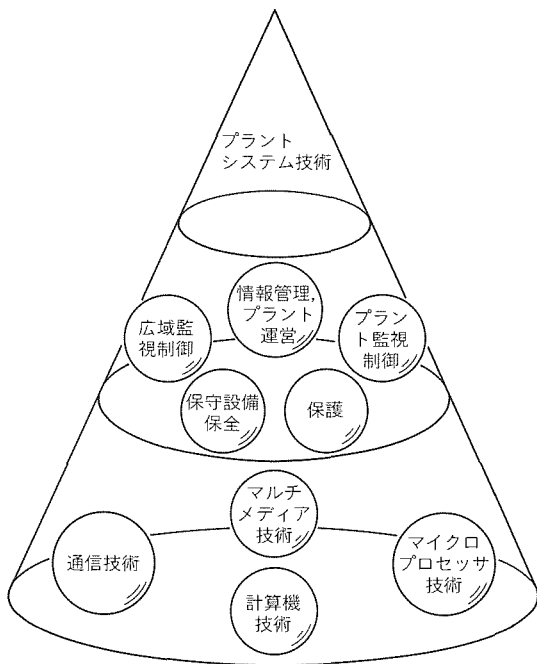 プラント
システム技術
情報管理,
プラント
運営
広域監
視制御
プラン
ト監視
制御
保守設備
保全
保護
マルチ
メディア
技術
通信技術
マイクロ
プロセッサ
技術
計算機
技術